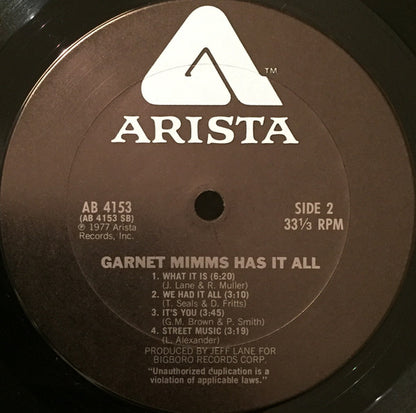 TM
ARISTA
AB 4153
(AB 4153 SB)
℗ 1977 Arista
Records, Inc.
SIDE 2
33⅓ RPM
GARNET MIMMS HAS IT ALL
1. WHAT IT IS (6:20)
(J. Lane & R. Muller)
2. WE HAD IT ALL (3:10)
(T. Seals & D. Fritts)
3. IT'S YOU (3:45)
(G.M. Brown & P. Smith)
4. STREET MUSIC (3:19)
(L. Alexander)
PRODUCED BY JEFF LANE FOR
BIGBORO RECORDS CORP.
"Unauthorized duplication is a
violation of applicable laws."